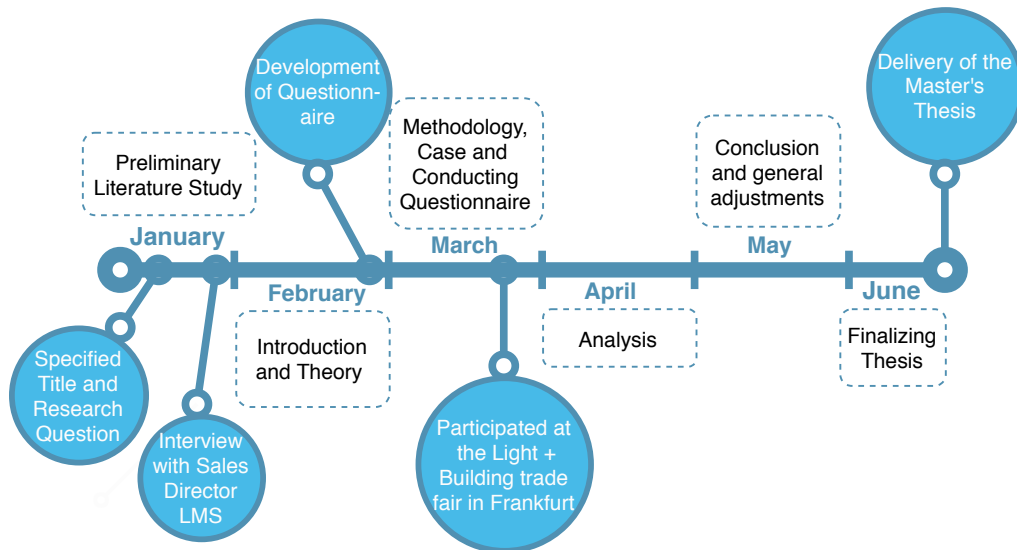 Development
of Questionn-
aire
Delivery of the
Master's
Thesis
Preliminary
Literature Study
Methodology,
Case and
Conducting
Questionnaire
Conclusion
and general
adjustments
January
March
May
February
April
June
Introduction
and Theory
Analysis
Finalizing
Thesis
Specified
Title and
Research
Question
Interview
with Sales
Director
LMS
Participated at
the Light +
Building trade
fair in Frankfurt